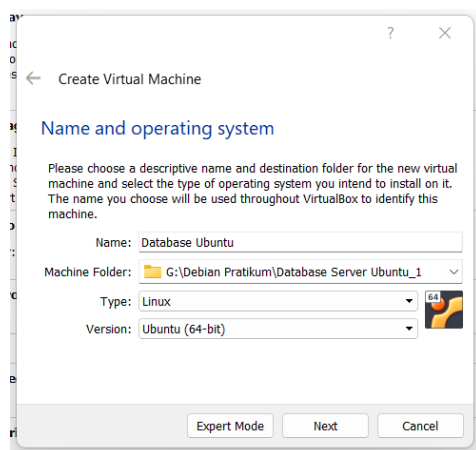 ?
Create Virtual Machine
Name and operating system
Please choose a descriptive name and destination folder for the new virtual
machine and select the type of operating system you intend to install on it.
The name you choose will be used throughout VirtualBox to identify this
machine.
Name: Database Ubuntu
Machine Folder: G:\Debian Pratikum\Database Server Ubuntu_1
Type: Linux
64
Version: Ubuntu (64-bit)
Expert Mode Next Cancel